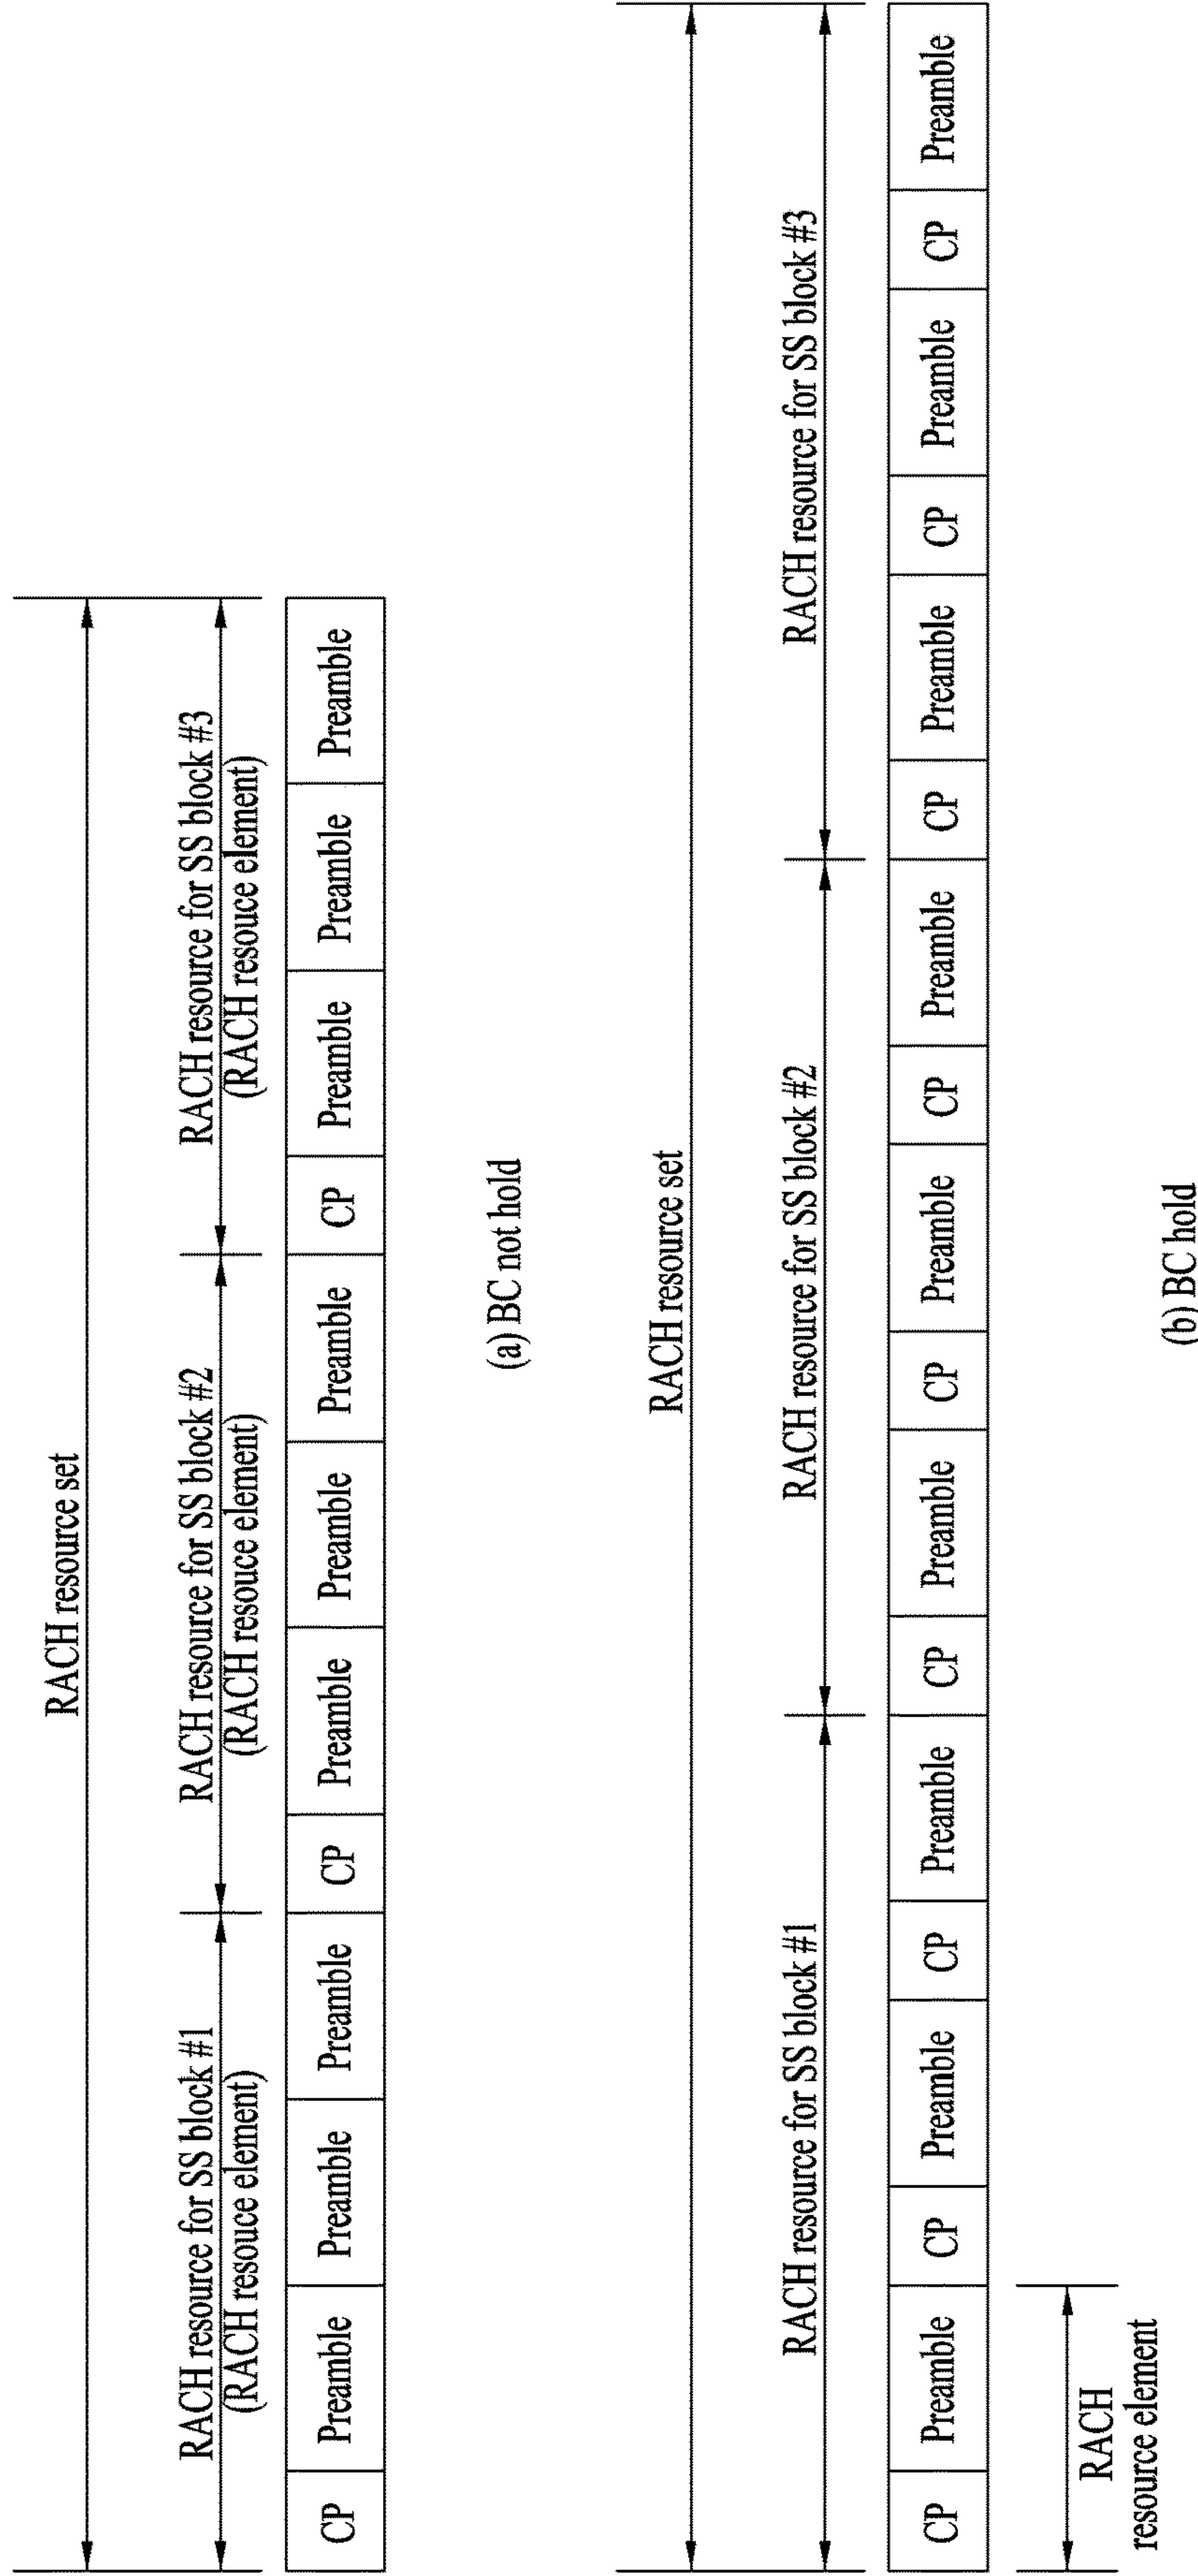 RACH resource set
RACH resource for SS block #1
(RACH resouce element)
RACH resource for SS block #2
(RACH resouce element)
RACH resource for SS block #3
(RACH resouce element)
CP Preamble Preamble Preamble CP Preamble Preamble Preamble CP Preamble Preamble Preamble
(a) BC not hold
RACH resource set
RACH resource for SS block #1 RACH resource for SS block #2 RACH resource for SS block #3
CP Preamble CP Preamble CP Preamble CP Preamble CP Preamble CP Preamble CP Preamble CP Preamble CP Preamble
RACH
resource element
(b) BC hold